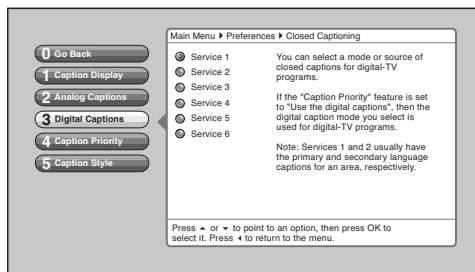 Main Menu ▸ Preferences ▸ Closed Captioning
0 Go Back
1 Caption Display
2 Analog Captions
3 Digital Captions
4 Caption Priority
5 Caption Style
Service 1
Service 2
Service 3
Service 4
Service 5
Service 6
You can select a mode or source of
closed captions for digital-TV
programs.
If the "Caption Priority" feature is set
to "Use the digital captions", then the
digital caption mode you select is
used for digital-TV programs.
Note: Services 1 and 2 usually have
the primary and secondary language
captions for an area, respectively.
Press ▴ or ▾ to point to an option, then press OK to
select it. Press ◂ to return to the menu.